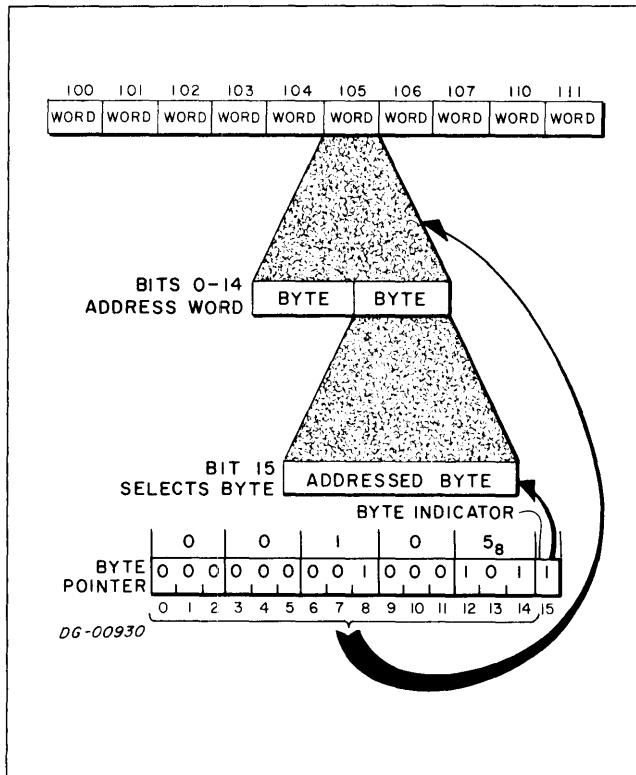 100 101 102 103 104 105 106 107 110 111
WORD WORD WORD WORD WORD WORD WORD WORD WORD WORD
BITS 0-14
ADDRESS WORD
BYTE BYTE
BIT 15
SELECTS BYTE
ADDRESSED BYTE
BYTE INDICATOR
0 0 1 0 5₈
BYTE
POINTER
0 0 0 0 0 0 0 0 1 0 0 0 1 0 1 1
0 1 2 3 4 5 6 7 8 9 10 11 12 13 14 15
DG-00930